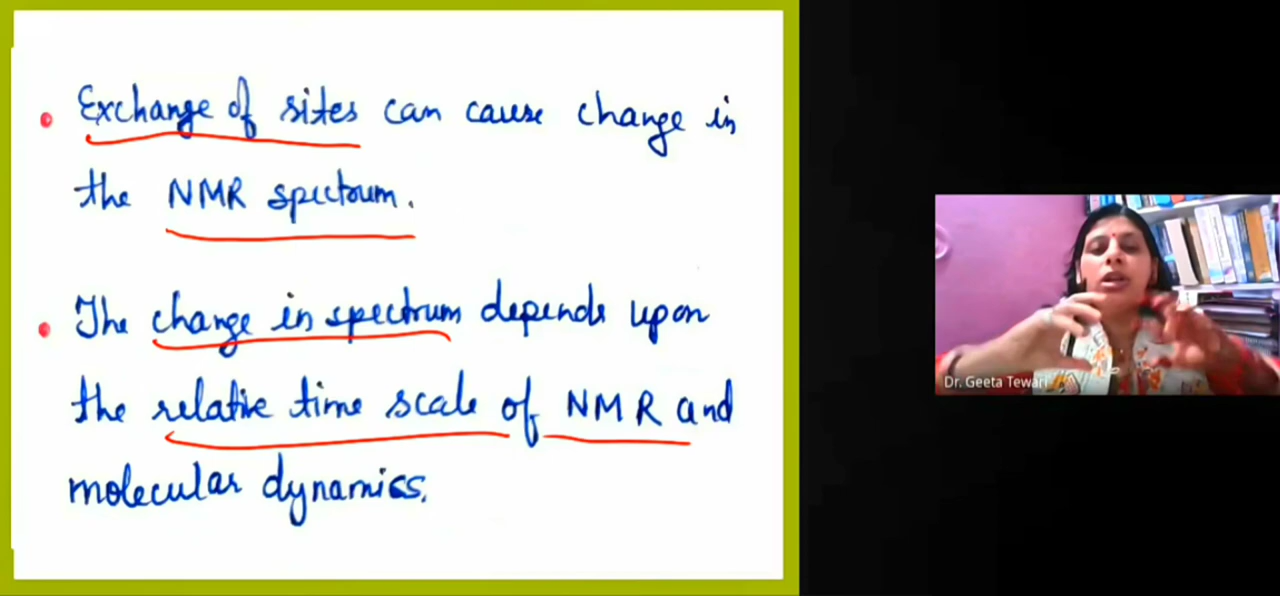 Exchange of sites can cause change in
the NMR spectrum.
The change in spectrum depends upon
the relative time scale of NMR and
molecular dynamics.
Dr. Geeta Tewari